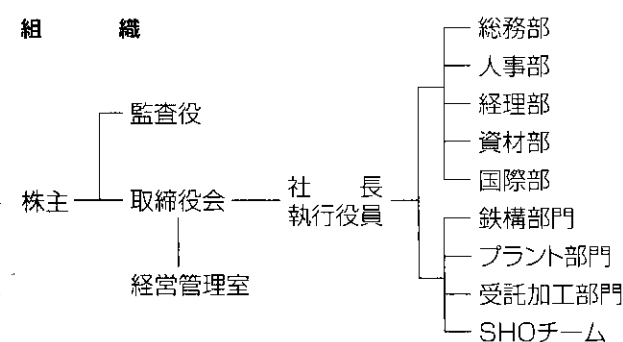 組織
監査役
株主
取締役会
経営管理室
社長
執行役員
総務部
人事部
経理部
資材部
国際部
鉄構部門
プラント部門
受託加工部門
SHOチーム